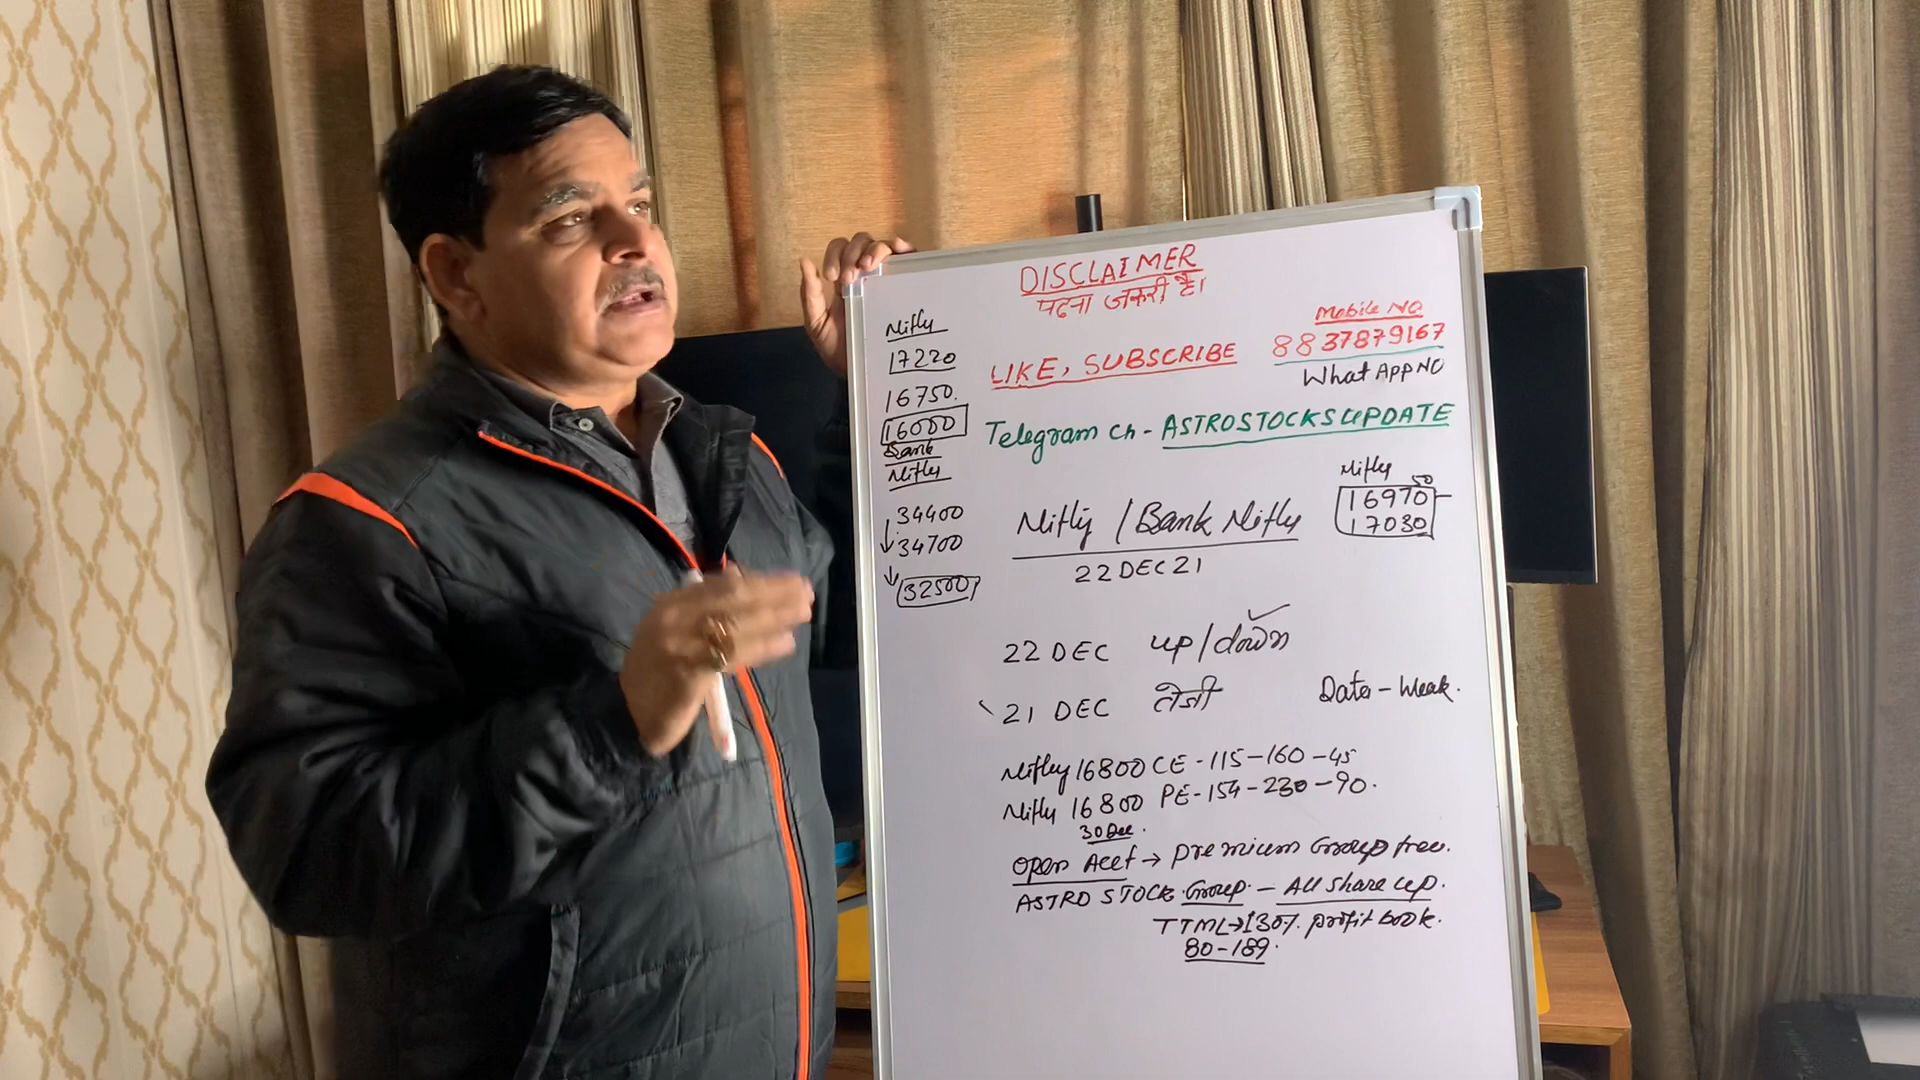 DISCLAIMER
पढना जरूरी है।
Nifty
17220
16750.
16000
Bank
Nifty
34400
34700
32500
Mobile No
8837879167
What APP NO
LIKE, SUBSCRIBE
Telegram Ch - ASTROSTOCKSUPDATE
Nifty
50
16970
17030
Nifty / Bank Nifty
22 DEC 21
22 DEC up / down
21 DEC तेजी Data - Weak.
Nifty 16800 CE - 115 - 160 - 45
Nifty 16800 PE - 154 - 230 - 90.
30 Dec.
Open Acct → Premium Group free.
ASTRO STOCK Group - All share up.
TTML → 130%. profit book.
80 - 189.